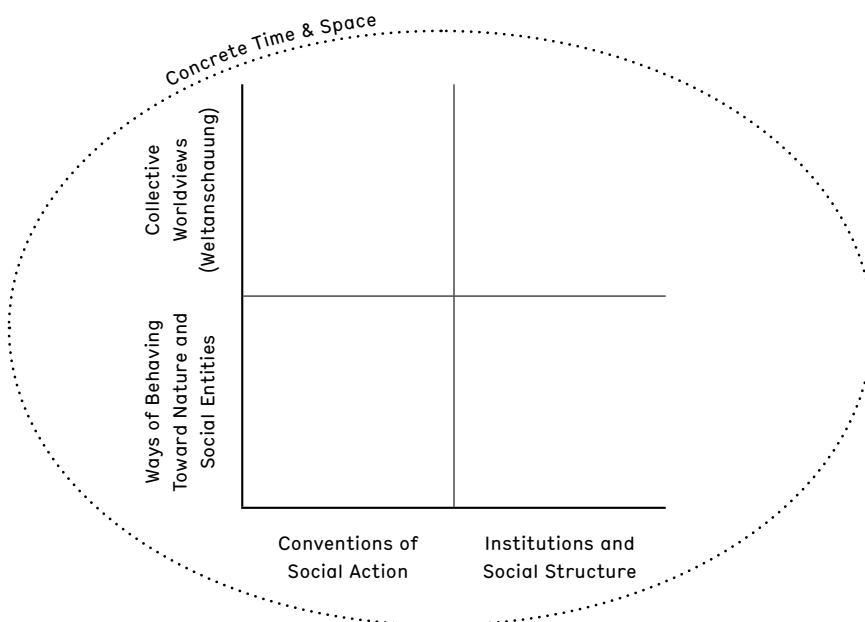 Concrete Time & Space
Collective
Worldviews
(Weltanschauung)
Ways of Behaving
Toward Nature and
Social Entities
Conventions of
Social Action
Institutions and
Social Structure